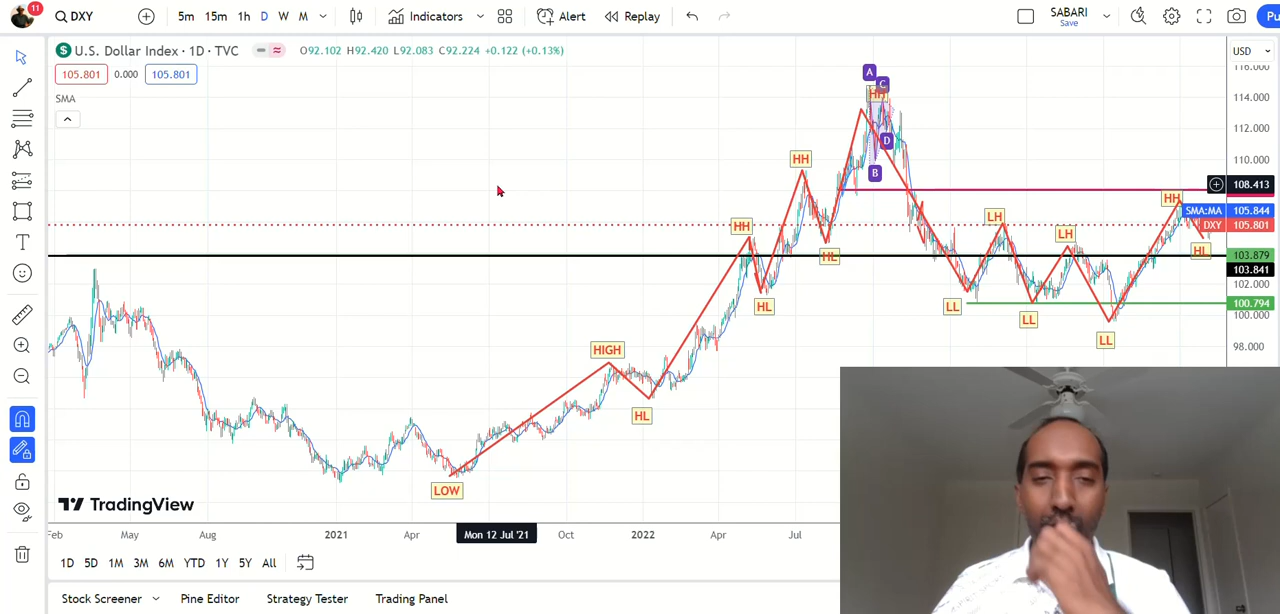 11 DXY 5m 15m 1h D W M Indicators Alert Replay SABARI Save Pu
$ U.S. Dollar Index · 1D · TVC O92.102 H92.420 L92.083 C92.224 +0.122 (+0.13%) USD
105.801 0.000 105.801
SMA
116.000
114.000
112.000
110.000
108.413
SMA:MA 105.844
DXY 105.801
103.879
103.841
102.000
100.794
100.000
98.000
A
C
HH
D
B
HH
HH
HL
HH
HL
HIGH
HL
LOW
LH
LH
LL
LL
LL
HH
HL
TradingView
Feb May Aug 2021 Apr Mon 12 Jul '21 Oct 2022 Apr Jul
1D 5D 1M 3M 6M YTD 1Y 5Y All
Stock Screener Pine Editor Strategy Tester Trading Panel